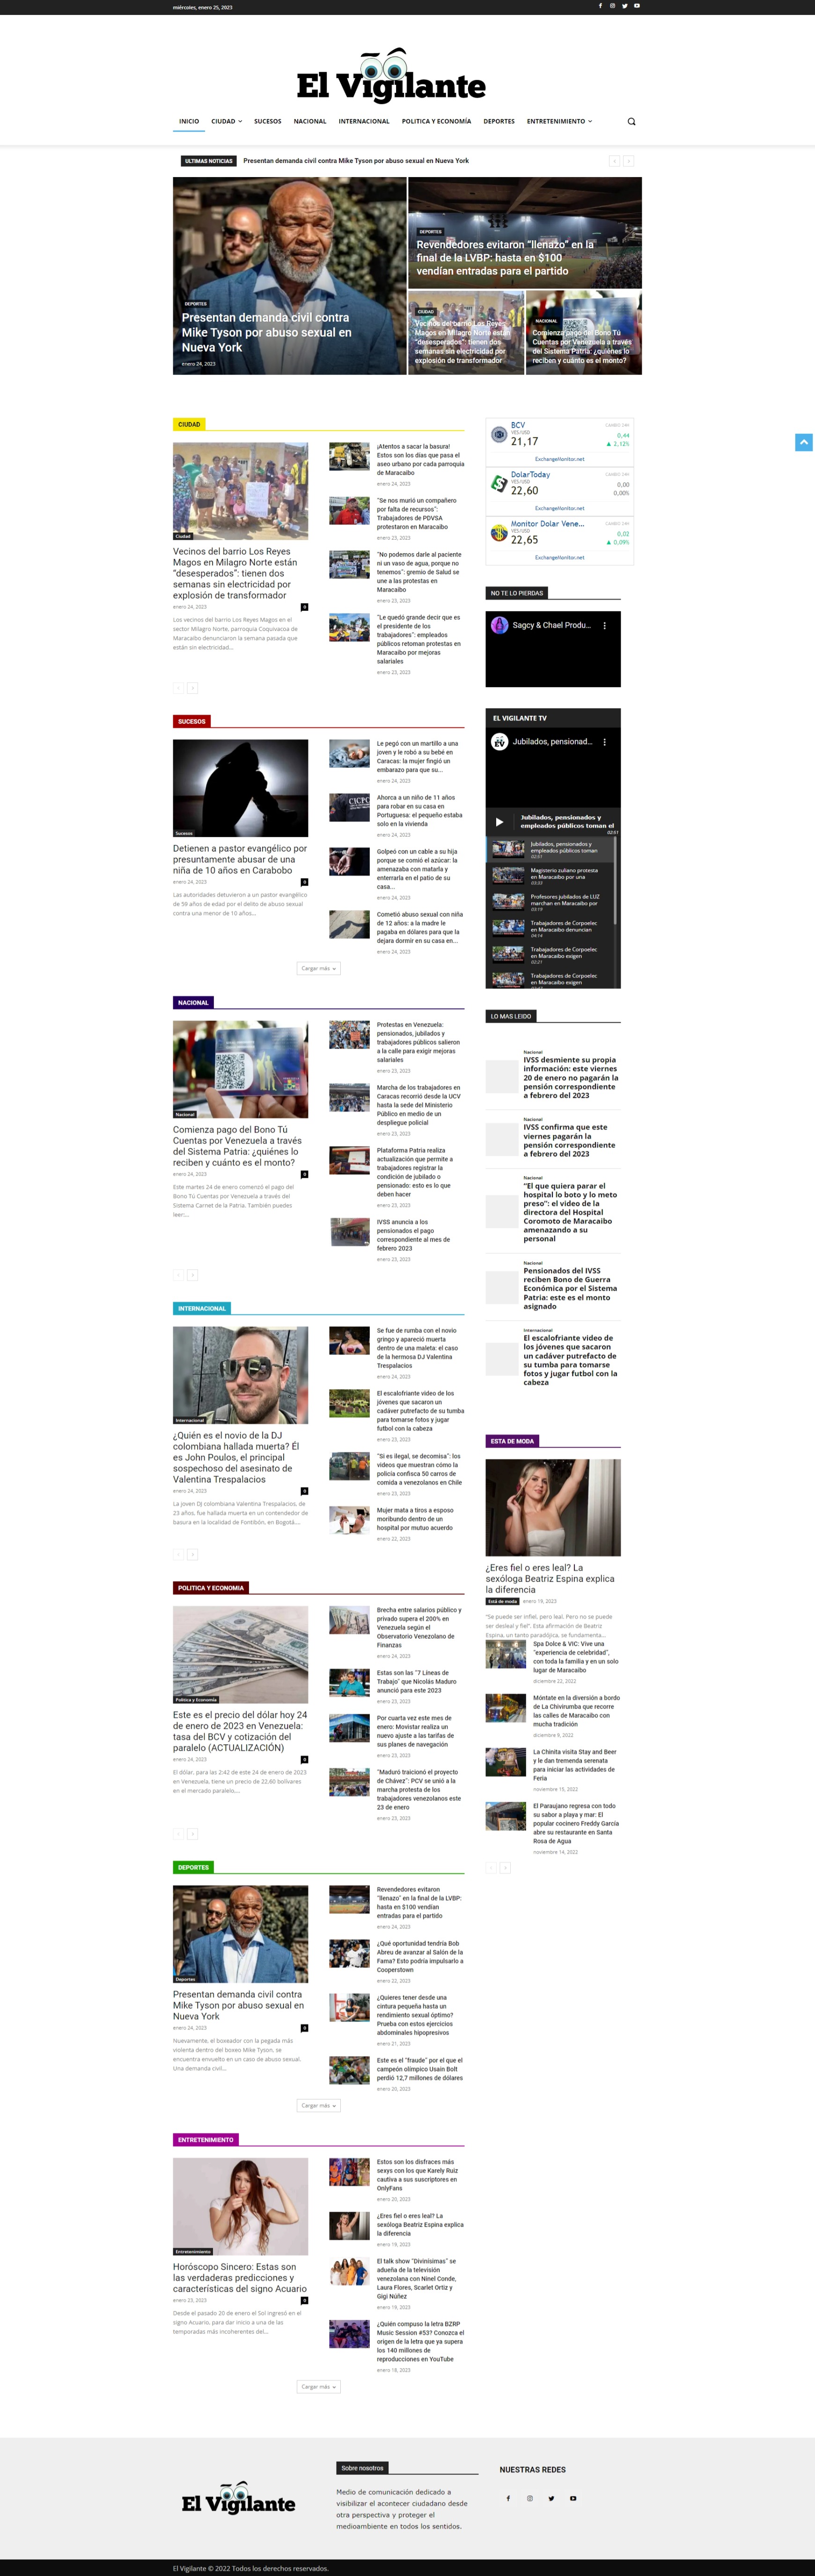 miércoles, enero 25, 2023
El Vigilante
INICIO
CIUDAD
SUCESOS
NACIONAL
INTERNACIONAL
POLITICA Y ECONOMÍA
DEPORTES
ENTRETENIMIENTO
ULTIMAS NOTICIAS
Presentan demanda civil contra Mike Tyson por abuso sexual en Nueva York
DEPORTES
Presentan demanda civil contra
Mike Tyson por abuso sexual en
Nueva York
enero 24, 2023
DEPORTES
Revendedores evitaron “llenazo” en la
final de la LVBP: hasta en $100
vendían entradas para el partido
CIUDAD
Vecinos del barrio Los Reyes
Magos en Milagro Norte están
“desesperados”: tienen dos
semanas sin electricidad por
explosión de transformador
NACIONAL
Comienza pago del Bono Tú
Cuentas por Venezuela a través
del Sistema Patria: ¿quiénes lo
reciben y cuánto es el monto?
CIUDAD
Ciudad
Vecinos del barrio Los Reyes
Magos en Milagro Norte están
“desesperados”: tienen dos
semanas sin electricidad por
explosión de transformador
enero 24, 2023
0
Los vecinos del barrio Los Reyes Magos en el
sector Milagro Norte, parroquia Coquivacoa de
Maracaibo denunciaron la semana pasada que
están sin electricidad...
¡Atentos a sacar la basura!
Estos son los días que pasa el
aseo urbano por cada parroquia
de Maracaibo
enero 24, 2023
“Se nos murió un compañero
por falta de recursos”:
Trabajadores de PDVSA
protestaron en Maracaibo
enero 23, 2023
“No podemos darle al paciente
ni un vaso de agua, porque no
tenemos”: gremio de Salud se
une a las protestas en
Maracaibo
enero 23, 2023
“Le quedó grande decir que es
el presidente de los
trabajadores”: empleados
públicos retoman protestas en
Maracaibo por mejoras
salariales
enero 23, 2023
SUCESOS
Sucesos
Detienen a pastor evangélico por
presuntamente abusar de una
niña de 10 años en Carabobo
enero 24, 2023
0
Las autoridades detuvieron a un pastor evangélico
de 59 años de edad por el delito de abuso sexual
contra una menor de 10 años...
Le pegó con un martillo a una
joven y le robó a su bebé en
Caracas: la mujer fingió un
embarazo para que su...
enero 24, 2023
CICPC
Ahorca a un niño de 11 años
para robar en su casa en
Portuguesa: el pequeño estaba
solo en la vivienda
enero 24, 2023
Golpeó con un cable a su hija
porque se comió el azúcar: la
amenazaba con matarla y
enterrarla en el patio de su
casa...
enero 24, 2023
Cometió abuso sexual con niña
de 12 años: a la madre le
pagaba en dólares para que la
dejara dormir en su casa en...
enero 24, 2023
Cargar más
NACIONAL
Nacional
Comienza pago del Bono Tú
Cuentas por Venezuela a través
del Sistema Patria: ¿quiénes lo
reciben y cuánto es el monto?
enero 24, 2023
0
Este martes 24 de enero comenzó el pago del
Bono Tú Cuentas por Venezuela a través del
Sistema Carnet de la Patria. También puedes
leer:...
Protestas en Venezuela:
pensionados, jubilados y
trabajadores públicos salieron
a la calle para exigir mejoras
salariales
enero 23, 2023
Marcha de los trabajadores en
Caracas recorrió desde la UCV
hasta la sede del Ministerio
Público en medio de un
despliegue policial
enero 23, 2023
Plataforma Patria realiza
actualización que permite a
trabajadores registrar la
condición de jubilado o
pensionado: esto es lo que
deben hacer
enero 23, 2023
IVSS anuncia a los
pensionados el pago
correspondiente al mes de
febrero 2023
enero 23, 2023
INTERNACIONAL
Internacional
¿Quién es el novio de la DJ
colombiana hallada muerta? Él
es John Poulos, el principal
sospechoso del asesinato de
Valentina Trespalacios
enero 24, 2023
0
La joven Dj colombiana Valentina Trespalacios, de
23 años, fue hallada muerta en un contendedor de
basura en la localidad de Fontibón, en Bogotá....
Se fue de rumba con el novio
gringo y apareció muerta
dentro de una maleta: el caso
de la hermosa DJ Valentina
Trespalacios
enero 24, 2023
El escalofriante video de los
jóvenes que sacaron un
cadáver putrefacto de su tumba
para tomarse fotos y jugar
futbol con la cabeza
enero 23, 2023
“Si es ilegal, se decomisa”: los
videos que muestran cómo la
policía confisca 50 carros de
comida a venezolanos en Chile
enero 23, 2023
Mujer mata a tiros a esposo
moribundo dentro de un
hospital por mutuo acuerdo
enero 22, 2023
POLITICA Y ECONOMIA
Política y Economía
Este es el precio del dólar hoy 24
de enero de 2023 en Venezuela:
tasa del BCV y cotización del
paralelo (ACTUALIZACIÓN)
enero 24, 2023
0
El dólar, para las 2:42 de este 24 de enero de 2023
en Venezuela, tiene un precio de 22,60 bolívares
en el mercado paralelo....
Brecha entre salarios público y
privado supera el 200% en
Venezuela según el
Observatorio Venezolano de
Finanzas
enero 24, 2023
Estas son las “7 Líneas de
Trabajo” que Nicolás Maduro
anunció para este 2023
enero 23, 2023
Por cuarta vez este mes de
enero: Movistar realiza un
nuevo ajuste a las tarifas de
sus planes de navegación
enero 23, 2023
“Maduro traicionó el proyecto
de Chávez”: PCV se unió a la
marcha protesta de los
trabajadores venezolanos este
23 de enero
enero 23, 2023
DEPORTES
Deportes
Presentan demanda civil contra
Mike Tyson por abuso sexual en
Nueva York
enero 24, 2023
0
Nuevamente, el boxeador con la pegada más
violenta dentro del boxeo Mike Tyson, se
encuentra envuelto en un caso de abuso sexual.
Una demanda civil...
Revendedores evitaron
“llenazo” en la final de la LVBP:
hasta en $100 vendían
entradas para el partido
enero 24, 2023
¿Qué oportunidad tendría Bob
Abreu de avanzar al Salón de la
Fama? Esto podría impulsarlo a
Cooperstown
enero 22, 2023
¿Quieres tener desde una
cintura pequeña hasta un
rendimiento sexual óptimo?
Prueba con estos ejercicios
abdominales hipopresivos
enero 21, 2023
Este es el “fraude” por el que el
campeón olímpico Usain Bolt
perdió 12,7 millones de dólares
enero 20, 2023
Cargar más
ENTRETENIMIENTO
Entretenimiento
Horóscopo Sincero: Estas son
las verdaderas predicciones y
características del signo Acuario
enero 23, 2023
0
Desde el pasado 20 de enero el Sol ingresó en el
signo Acuario, para dar inicio a una de las
temporadas más incoherentes del...
Estos son los disfraces más
sexys con los que Karely Ruiz
cautiva a sus suscriptores en
OnlyFans
enero 20, 2023
¿Eres fiel o eres leal? La
sexóloga Beatriz Espina explica
la diferencia
enero 19, 2023
El talk show “Divinísimas” se
adueña de la televisión
venezolana con Ninel Conde,
Laura Flores, Scarlet Ortiz y
Gigi Núñez
enero 19, 2023
¿Quién compuso la letra BZRP
Music Session #53? Conozca el
origen de la letra que ya supera
los 140 millones de
reproducciones en YouTube
enero 18, 2023
Cargar más
BCV
VES/USD
21,17
CAMBIO 24H
0,44
▲ 2,12%
ExchangeMonitor.net
DolarToday
VES/USD
22,60
CAMBIO 24H
0,00
0,00%
ExchangeMonitor.net
Monitor Dolar Vene...
VES/USD
22,65
CAMBIO 24H
0,02
▲ 0,09%
ExchangeMonitor.net
NO TE LO PIERDAS
Sagcy & Chael Produ...
EL VIGILANTE TV
Jubilados, pensionad...
Jubilados, pensionados y
empleados públicos toman el
02:51
Jubilados, pensionados y
empleados públicos toman
02:51
Magisterio zuliano protesta
en Maracaibo por una
03:33
Profesores jubilados de LUZ
marchan en Maracaibo por
03:19
Trabajadores de Corpoelec
en Maracaibo denuncian
04:14
Trabajadores de Corpoelec
en Maracaibo exigen
02:21
Trabajadores de Corpoelec
en Maracaibo exigen
LO MAS LEIDO
Nacional
IVSS desmiente su propia
información: este viernes
20 de enero no pagarán la
pensión correspondiente
a febrero del 2023
Nacional
IVSS confirma que este
viernes pagarán la
pensión correspondiente
a febrero del 2023
Nacional
“El que quiera parar el
hospital lo boto y lo meto
preso”: el video de la
directora del Hospital
Coromoto de Maracaibo
amenazando a su
personal
Nacional
Pensionados del IVSS
reciben Bono de Guerra
Económica por el Sistema
Patria: este es el monto
asignado
Internacional
El escalofriante video de
los jóvenes que sacaron
un cadáver putrefacto de
su tumba para tomarse
fotos y jugar futbol con la
cabeza
ESTA DE MODA
¿Eres fiel o eres leal? La
sexóloga Beatriz Espina explica
la diferencia
Está de moda
enero 19, 2023
“Se puede ser infiel, pero leal. Pero no se puede
ser desleal y fiel”. Esta afirmación de Beatriz
Espina, un tanto paradójica, se fundamenta...
Spa Dolce & VIC: Vive una
“experiencia de celebridad”,
con toda la familia y en un solo
lugar de Maracaibo
diciembre 22, 2022
Móntate en la diversión a bordo
de La Chivirumba que recorre
las calles de Maracaibo con
mucha tradición
diciembre 9, 2022
La Chinita visita Stay and Beer
y le dan tremenda serenata
para iniciar las actividades de
Feria
noviembre 15, 2022
El Paraujano regresa con todo
su sabor a playa y mar: El
popular cocinero Freddy García
abre su restaurante en Santa
Rosa de Agua
noviembre 14, 2022
El Vigilante
Sobre nosotros
Medio de comunicación dedicado a
visibilizar el acontecer ciudadano desde
otra perspectiva y proteger el
medioambiente en todos los sentidos.
NUESTRAS REDES
El Vigilante © 2022 Todos los derechos reservados.